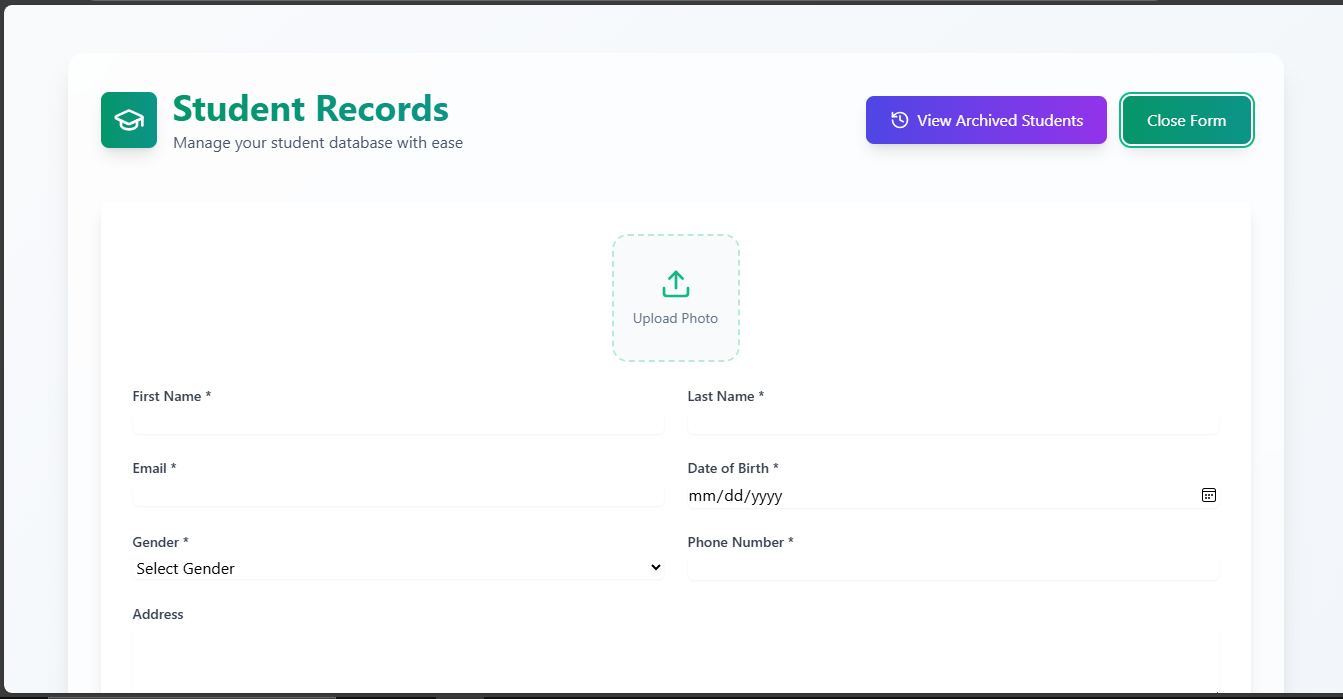 Student Records
Manage your student database with ease
View Archived Students
Close Form
Upload Photo
First Name *
Last Name *
Email *
Date of Birth *
mm/dd/yyyy
Gender *
Select Gender
Phone Number *
Address